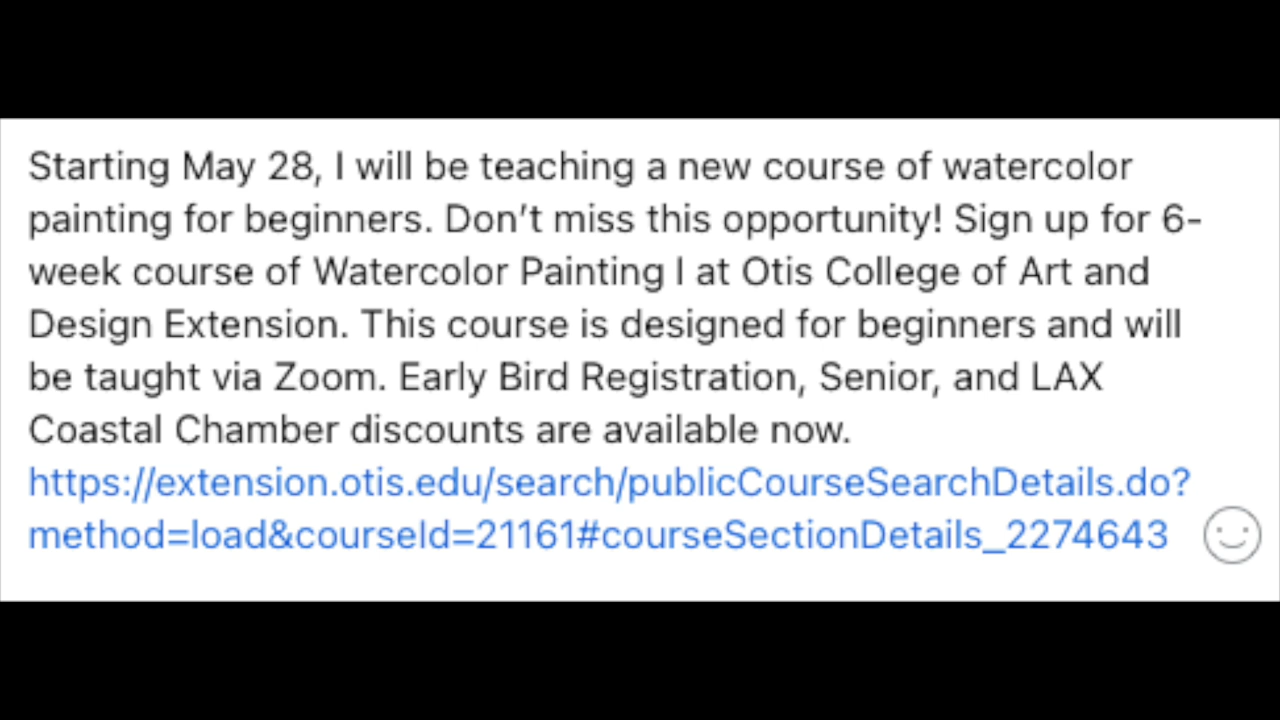 Starting May 28, I will be teaching a new course of watercolor
painting for beginners. Don’t miss this opportunity! Sign up for 6-
week course of Watercolor Painting I at Otis College of Art and
Design Extension. This course is designed for beginners and will
be taught via Zoom. Early Bird Registration, Senior, and LAX
Coastal Chamber discounts are available now.
https://extension.otis.edu/search/publicCourseSearchDetails.do?
method=load&courseId=21161#courseSectionDetails_2274643